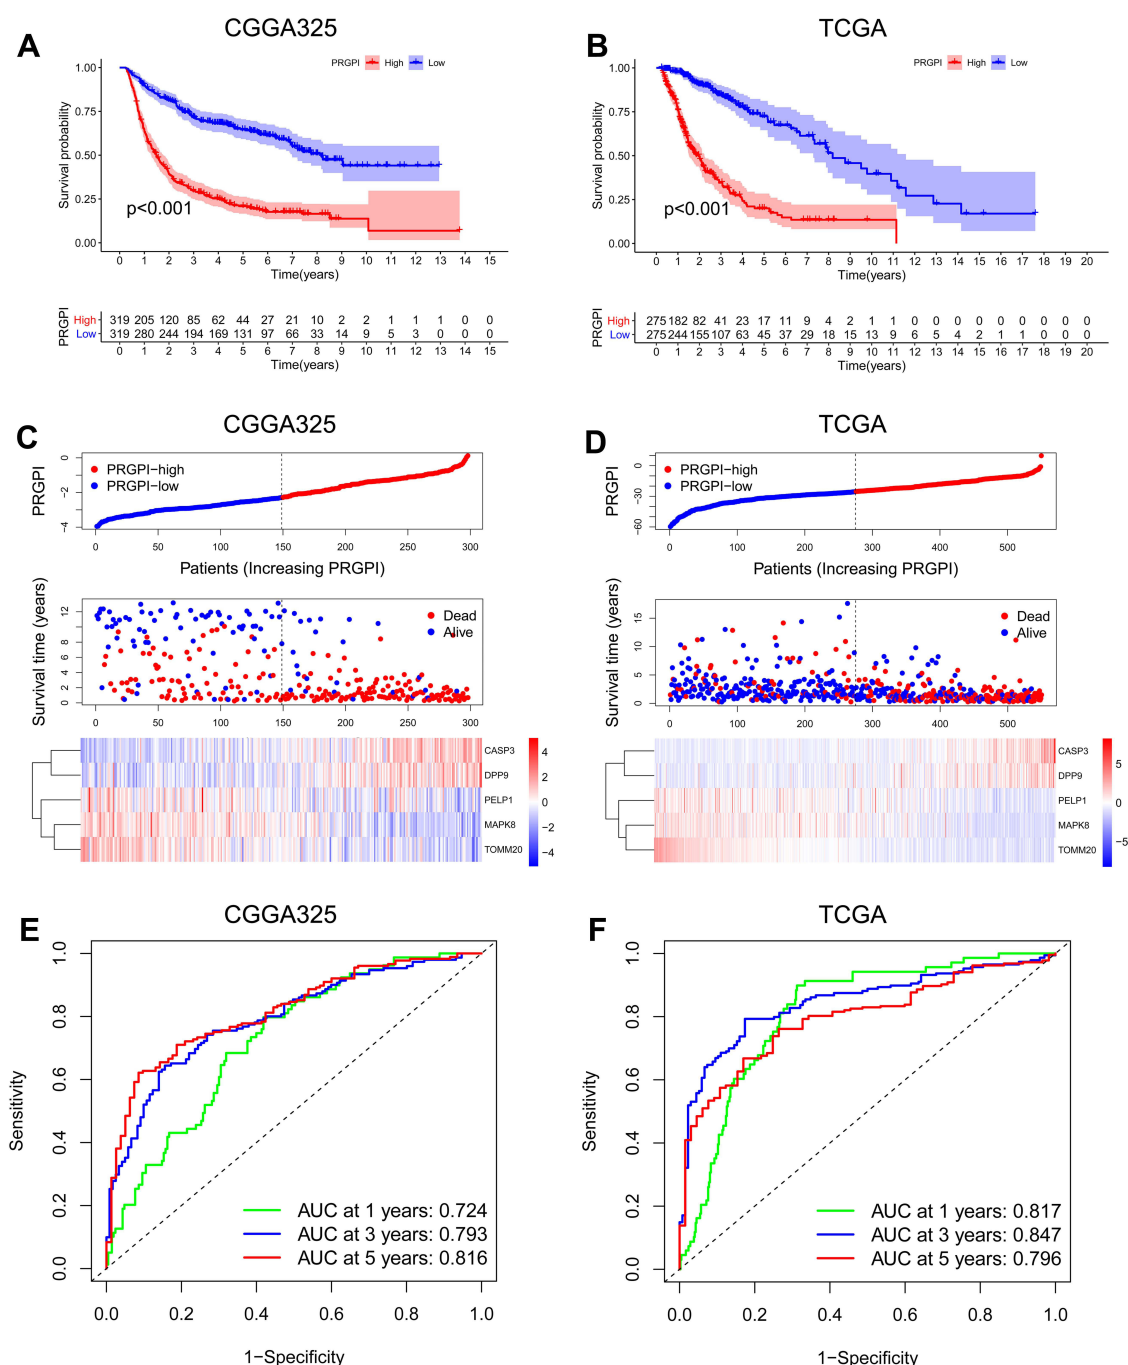 CGGA325
TCGA
A
B
PRGPI High Low
PRGPI High Low
Survival probability
1.00
0.75
0.50
0.25
0.00
p<0.001
0 1 2 3 4 5 6 7 8 9 10 11 12 13 14 15
Time(years)
Survival probability
1.00
0.75
0.50
0.25
0.00
p<0.001
0 1 2 3 4 5 6 7 8 9 10 11 12 13 14 15 16 17 18 19 20
Time(years)
PRGPI
High 319 205 120 85 62 44 27 21 10 2 2 1 1 1 0 0
Low 319 280 244 194 169 131 97 66 33 14 9 5 3 0 0 0
0 1 2 3 4 5 6 7 8 9 10 11 12 13 14 15
Time(years)
PRGPI
High 275 182 82 41 23 17 11 9 4 2 1 1 0 0 0 0 0 0 0 0 0
Low 275 244 155 107 63 45 37 29 18 15 13 9 6 5 4 2 1 1 0 0 0
0 1 2 3 4 5 6 7 8 9 10 11 12 13 14 15 16 17 18 19 20
Time(years)
C
CGGA325
D
TCGA
PRGPI
0
−2
−4
PRGPI−high
PRGPI−low
0 50 100 150 200 250 300
Patients (Increasing PRGPI)
PRGPI
0
−30
−60
PRGPI−high
PRGPI−low
0 100 200 300 400 500
Patients (Increasing PRGPI)
Survival time (years)
12
8
6
4
2
0
Dead
Alive
0 50 100 150 200 250 300
Survival time (years)
15
10
5
0
Dead
Alive
0 100 200 300 400 500
CASP3
DPP9
PELP1
MAPK8
TOMM20
4
2
0
−2
−4
CASP3
DPP9
PELP1
MAPK8
TOMM20
5
0
−5
E
CGGA325
F
TCGA
Sensitivity
1.0
0.8
0.6
0.4
0.2
0.0
AUC at 1 years: 0.724
AUC at 3 years: 0.793
AUC at 5 years: 0.816
0.0 0.2 0.4 0.6 0.8 1.0
1−Specificity
Sensitivity
1.0
0.8
0.6
0.4
0.2
0.0
AUC at 1 years: 0.817
AUC at 3 years: 0.847
AUC at 5 years: 0.796
0.0 0.2 0.4 0.6 0.8 1.0
1−Specificity